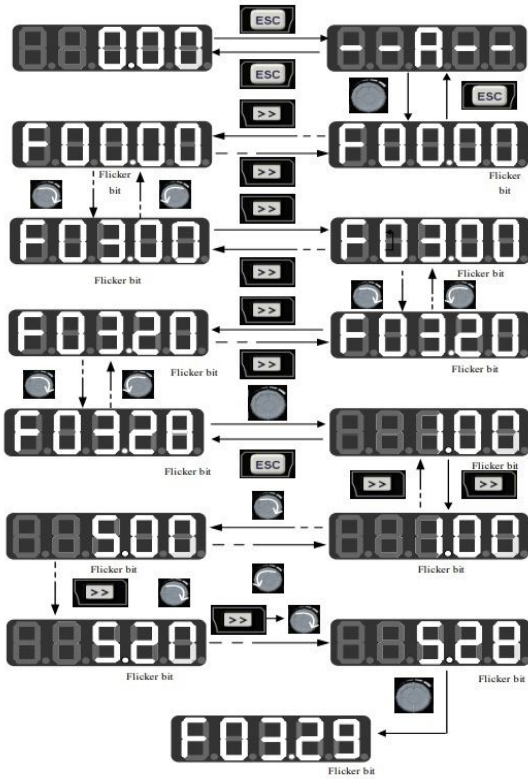 ESC
0.00
--A--
ESC
>>
ESC
F00.00
F00.00
Flicker bit
>>
Flicker bit
>>
F03.00
F03.00
Flicker bit
>>
Flicker bit
>>
F03.20
F03.20
Flicker bit
>>
Flicker bit
F03.28
1.00
Flicker bit
ESC
Flicker bit
>>
>>
5.00
1.00
Flicker bit
Flicker bit
>>
>>
5.20
5.28
Flicker bit
Flicker bit
F03.29
Flicker bit